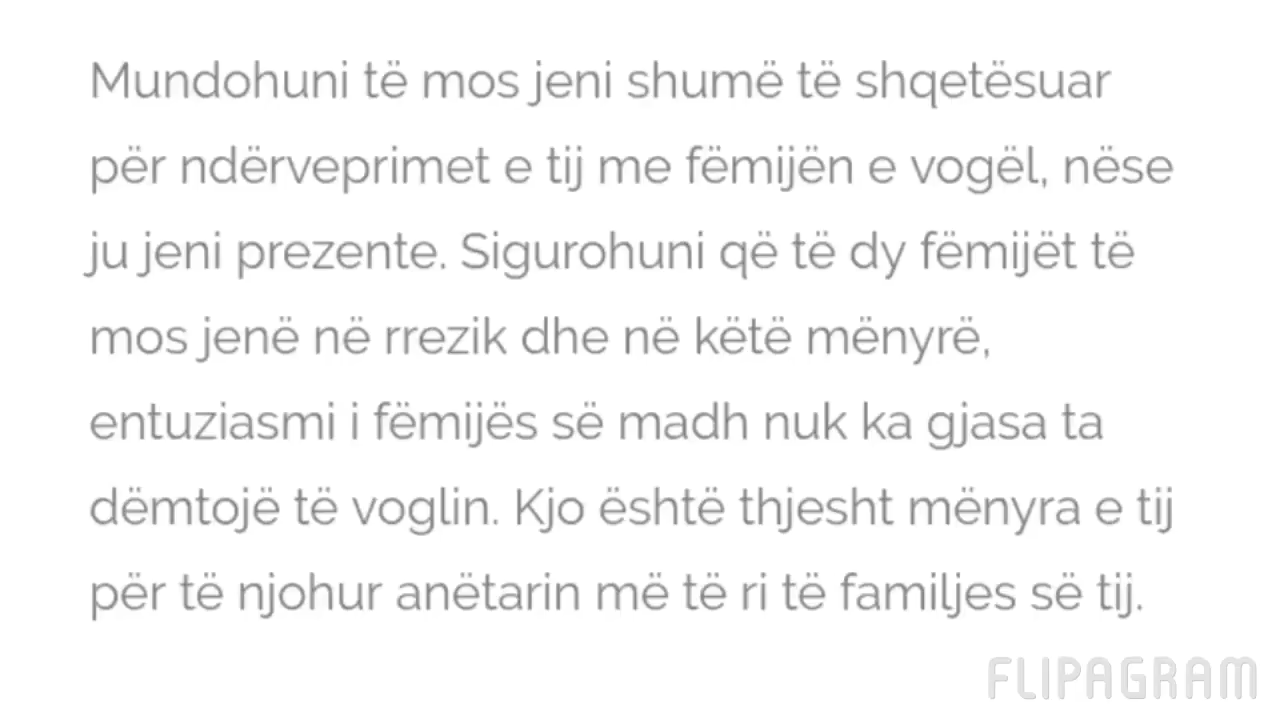 Mundohuni të mos jeni shumë të shqetësuar
për ndërveprimet e tij me fëmijën e vogël, nëse
ju jeni prezente. Sigurohuni që të dy fëmijët të
mos jenë në rrezik dhe në këtë mënyrë,
entuziasmi i fëmijës së madh nuk ka gjasa ta
dëmtojë të voglin. Kjo është thjesht mënyra e tij
për të njohur anëtarin më të ri të familjes së tij.
FLIPAGRAM